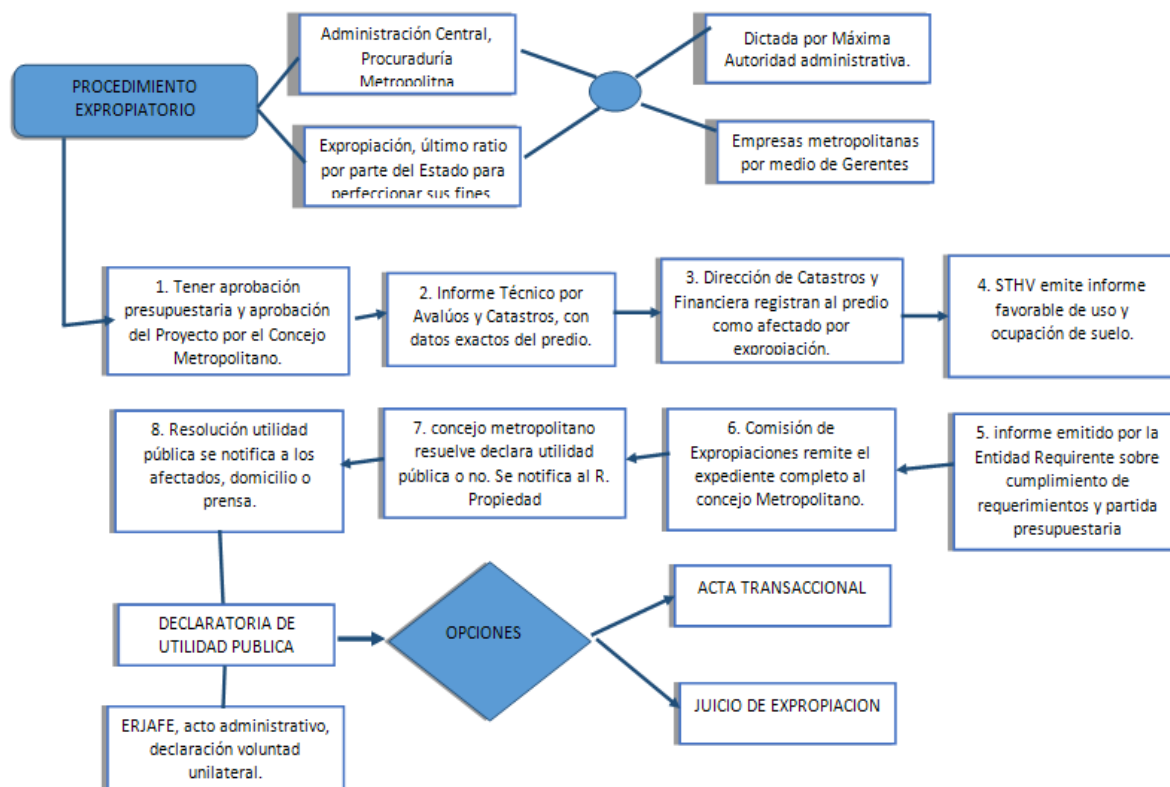 PROCEDIMIENTO
EXPROPIATORIO
Administración Central,
Procuraduría
Metropolitna
Expropiación, último ratio
por parte del Estado para
perfeccionar sus fines
Dictada por Máxima
Autoridad administrativa.
Empresas metropolitanas
por medio de Gerentes
1. Tener aprobación
presupuestaria y aprobación
del Proyecto por el Concejo
Metropolitano.
2. Informe Técnico por
Avalúos y Catastros, con
datos exactos del predio.
3. Dirección de Catastros y
Financiera registran al predio
como afectado por
expropiación.
4. STHV emite informe
favorable de uso y
ocupación de suelo.
5. informe emitido por la
Entidad Requirente sobre
cumplimiento de
requerimientos y partida
presupuestaria
6. Comisión de
Expropiaciones remite el
expediente completo al
concejo Metropolitano.
7. concejo metropolitano
resuelve declara utilidad
pública o no. Se notifica al R.
Propiedad
8. Resolución utilidad
pública se notifica a los
afectados, domicilio o
prensa.
DECLARATORIA DE
UTILIDAD PUBLICA
ERJAFE, acto administrativo,
declaración voluntad
unilateral.
OPCIONES
ACTA TRANSACCIONAL
JUICIO DE EXPROPIACION